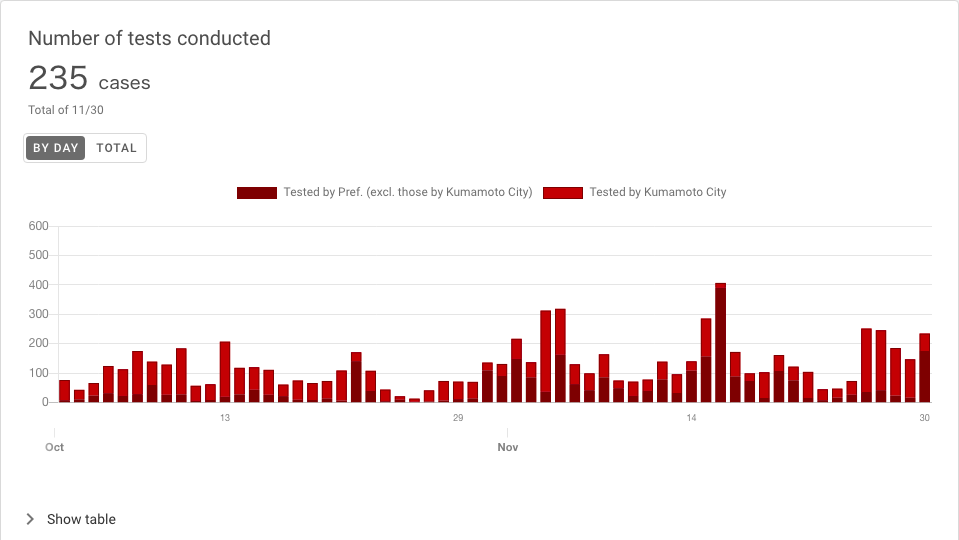 Number of tests conducted
235 cases
Total of 11/30
BY DAY TOTAL
Tested by Pref. (excl. those by Kumamoto City) Tested by Kumamoto City
600
500
400
300
200
100
0
13 29 14 30
Oct Nov
Show table